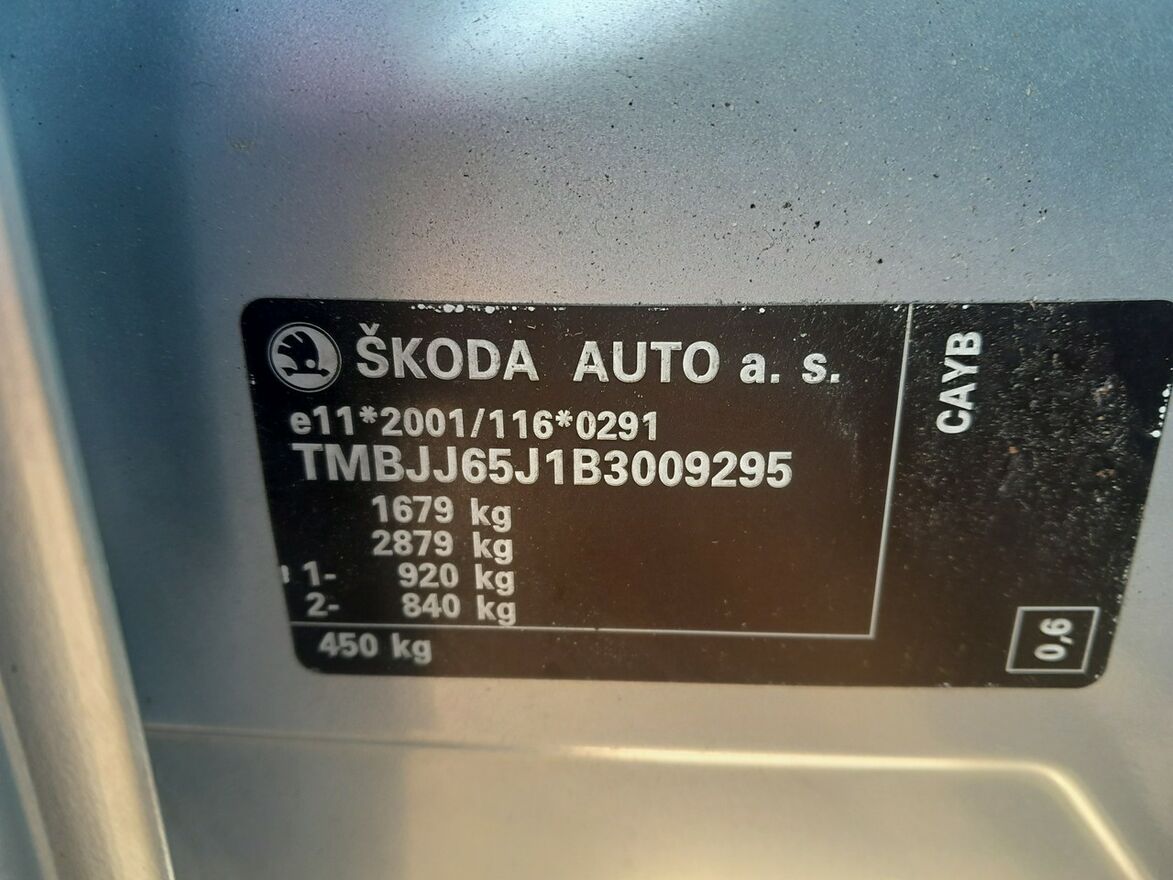 ŠKODA AUTO a. s.
e11*2001/116*0291
TMBJJ65J1B3009295
1679 kg
2879 kg
1- 920 kg
2- 840 kg
450 kg
CAYB
0,6